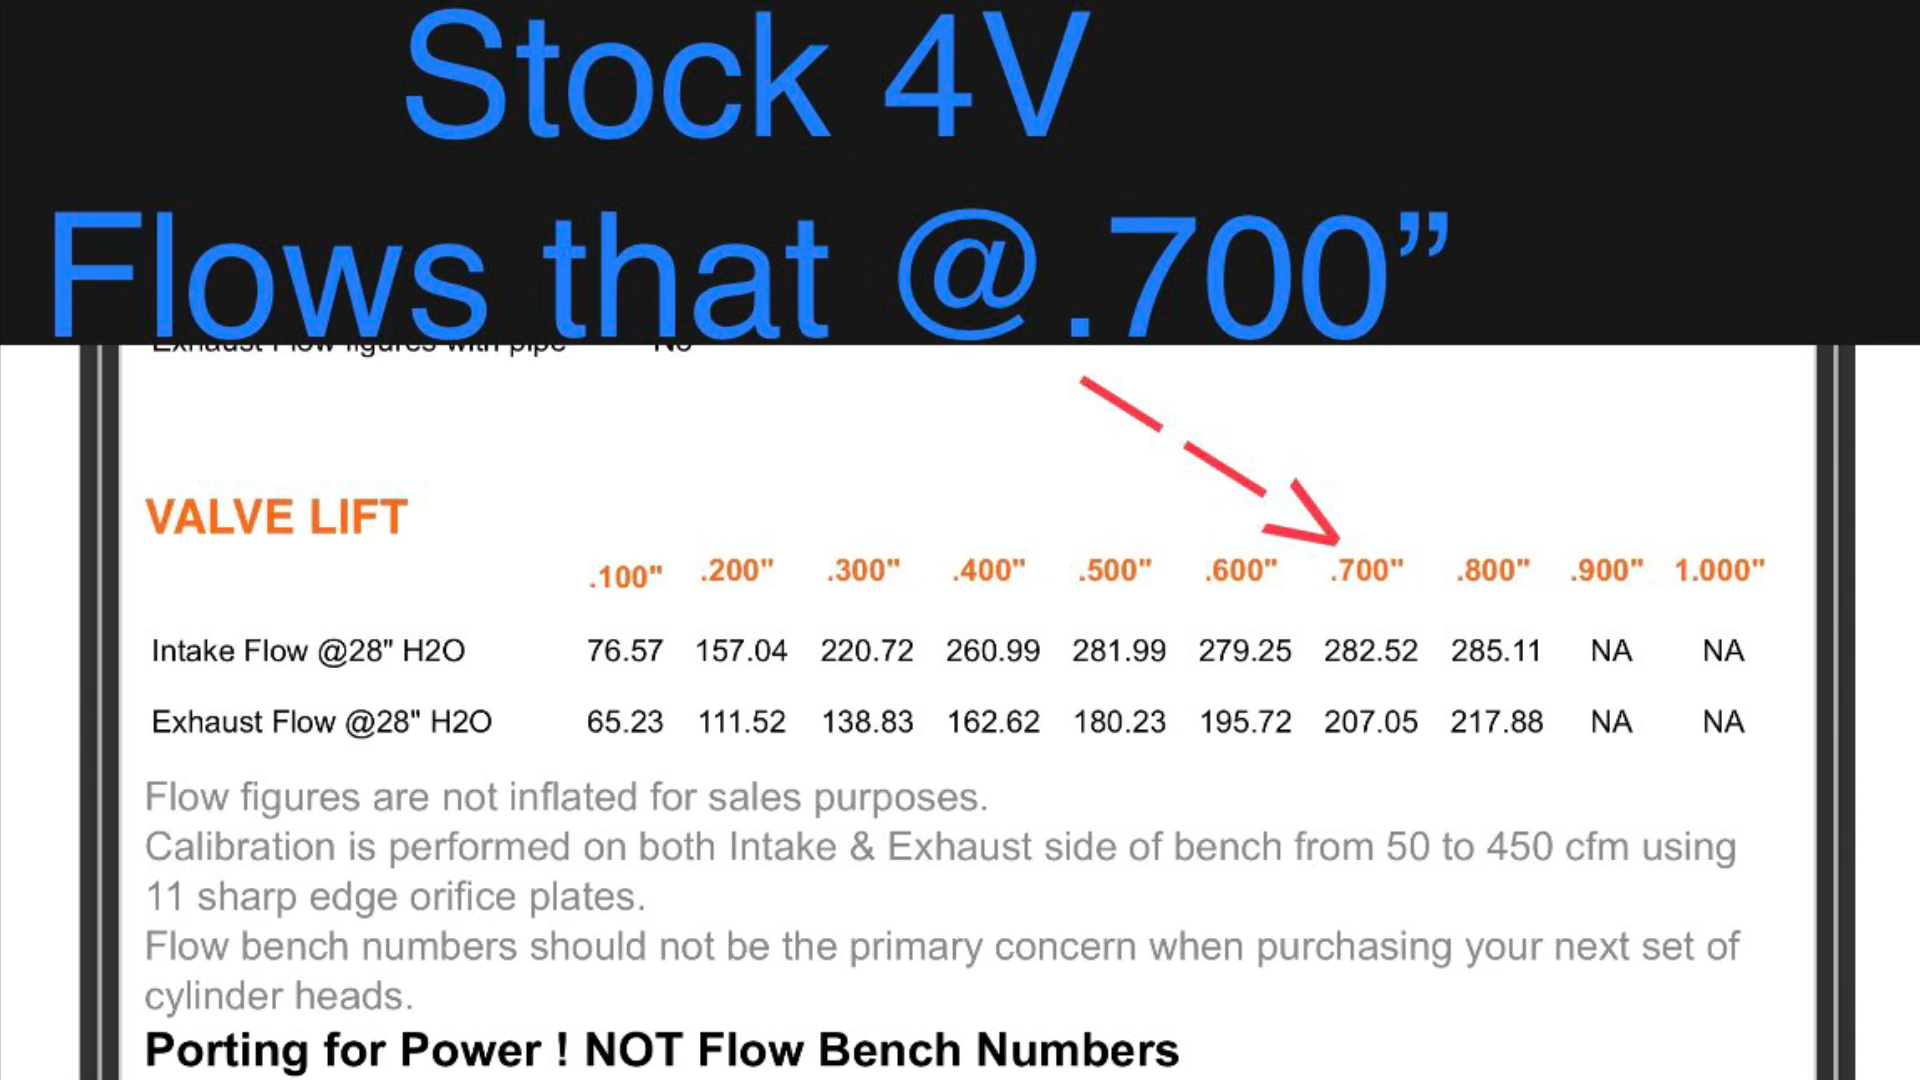 Stock 4V
Flows that @.700”
Exhaust Flow figures with pipe No
VALVE LIFT
.100" .200" .300" .400" .500" .600" .700" .800" .900" 1.000"
Intake Flow @28" H2O 76.57 157.04 220.72 260.99 281.99 279.25 282.52 285.11 NA NA
Exhaust Flow @28" H2O 65.23 111.52 138.83 162.62 180.23 195.72 207.05 217.88 NA NA
Flow figures are not inflated for sales purposes.
Calibration is performed on both Intake & Exhaust side of bench from 50 to 450 cfm using
11 sharp edge orifice plates.
Flow bench numbers should not be the primary concern when purchasing your next set of
cylinder heads.
Porting for Power ! NOT Flow Bench Numbers